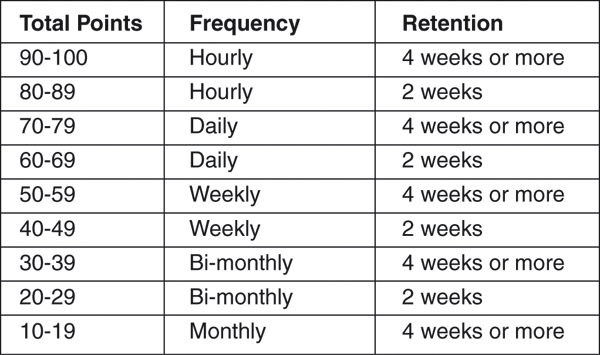 Total Points Frequency Retention
90-100 Hourly 4 weeks or more
80-89 Hourly 2 weeks
70-79 Daily 4 weeks or more
60-69 Daily 2 weeks
50-59 Weekly 4 weeks or more
40-49 Weekly 2 weeks
30-39 Bi-monthly 4 weeks or more
20-29 Bi-monthly 2 weeks
10-19 Monthly 4 weeks or more